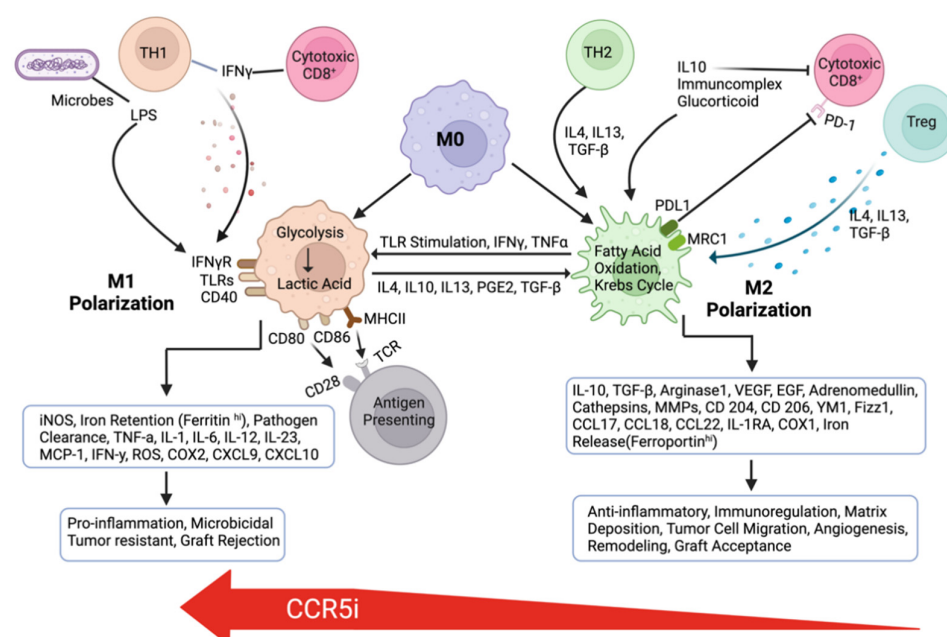 TH1
IFNγ
Cytotoxic
CD8+
Microbes
LPS
M0
TH2
IL4, IL13,
TGF-β
IL10
Immuncomplex
Glucorticoid
Cytotoxic
CD8+
PD-1
Treg
IL4, IL13,
TGF-β
PDL1
MRC1
Glycolysis
Lactic Acid
IFNγR
TLRs
CD40
M1
Polarization
TLR Stimulation, IFNγ, TNFα
IL4, IL10, IL13, PGE2, TGF-β
Fatty Acid
Oxidation,
Krebs Cycle
M2
Polarization
CD80
CD86
MHCII
TCR
CD28
Antigen
Presenting
iNOS, Iron Retention (Ferritin hi), Pathogen
Clearance, TNF-a, IL-1, IL-6, IL-12, IL-23,
MCP-1, IFN-y, ROS, COX2, CXCL9, CXCL10
Pro-inflammation, Microbicidal
Tumor resistant, Graft Rejection
IL-10, TGF-β, Arginase1, VEGF, EGF, Adrenomedullin,
Cathepsins, MMPs, CD 204, CD 206, YM1, Fizz1,
CCL17, CCL18, CCL22, IL-1RA, COX1, Iron
Release(Ferroportinhi)
Anti-inflammatory, Immunoregulation, Matrix
Deposition, Tumor Cell Migration, Angiogenesis,
Remodeling, Graft Acceptance
CCR5i